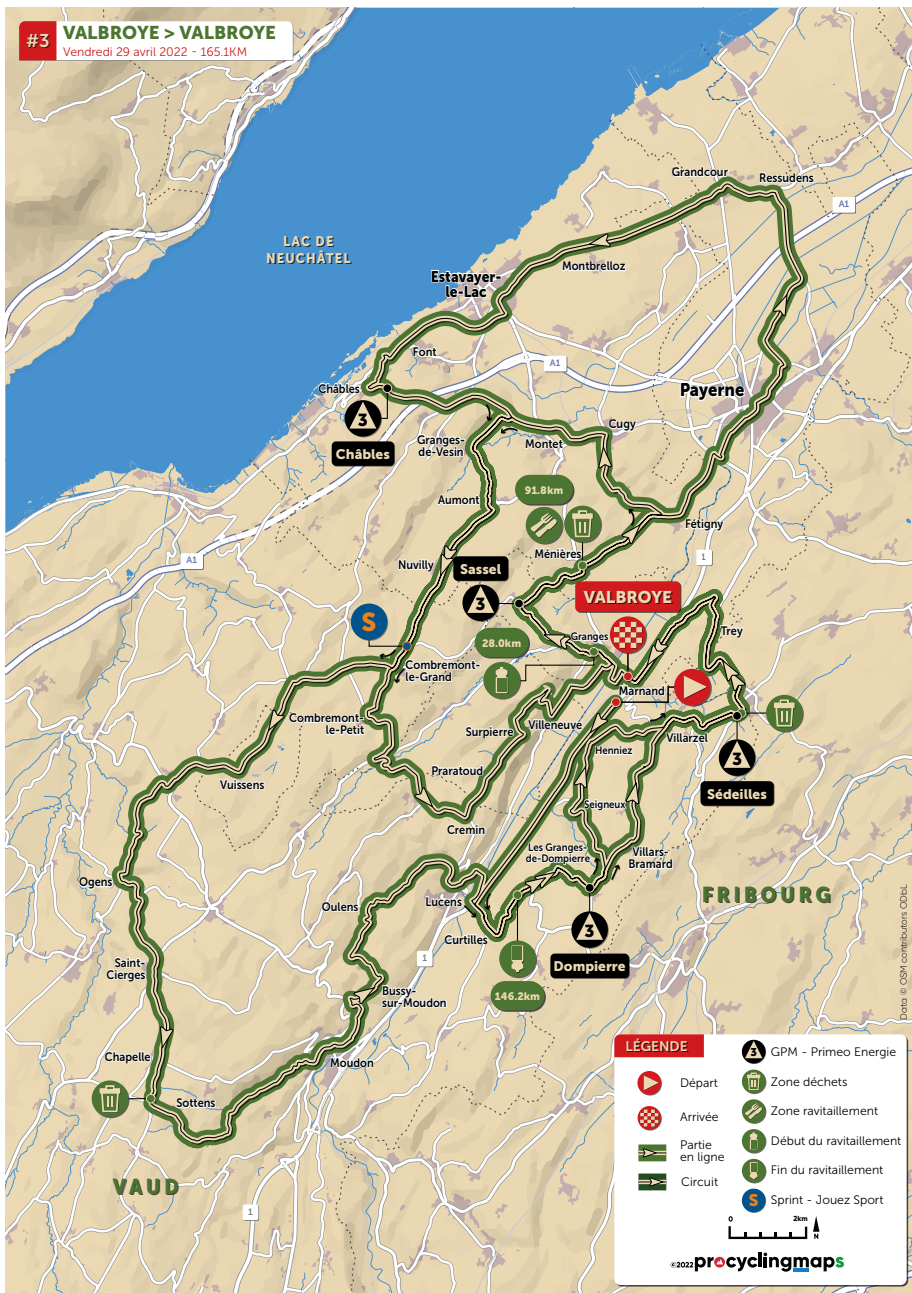 #3
VALBROYE > VALBROYE
Vendredi 29 avril 2022 - 165.1KM
Grandcour
Ressudens
A1
LAC DE
NEUCHÂTEL
Montbrelloz
Estavayer-
le-Lac
Font
A1
Châbles
Payerne
3
Châbles
Cugy
Granges-
de-Vesin
Montet
91.8km
Aumont
Fétigny
Ménières
A1
Nuvilly
Sassel
1
3
VALBROYE
S
Trey
Granges
28.0km
Combremont-
le-Grand
Marnand
Combremont-
le-Petit
Surpierre
Villeneuve
Villarzel
Henniez
3
Sédeilles
Praratoud
Vuissens
Seigneux
Cremin
Les Granges-
de-Dompierre
Villars-
Bramard
Ogens
FRIBOURG
Lucens
Oulens
3
Dompierre
Curtilles
1
Saint-
Cierges
146.2km
Bussy-
sur-Moudon
Chapelle
Moudon
Sottens
VAUD
1
LÉGENDE
Départ
Arrivée
Partie
en ligne
Circuit
3
GPM - Primeo Energie
Zone déchets
Zone ravitaillement
Début du ravitaillement
Fin du ravitaillement
S
Sprint - Jouez Sport
0
2km
N
©2022 procyclingmaps
Data © OSM contributors ODbL